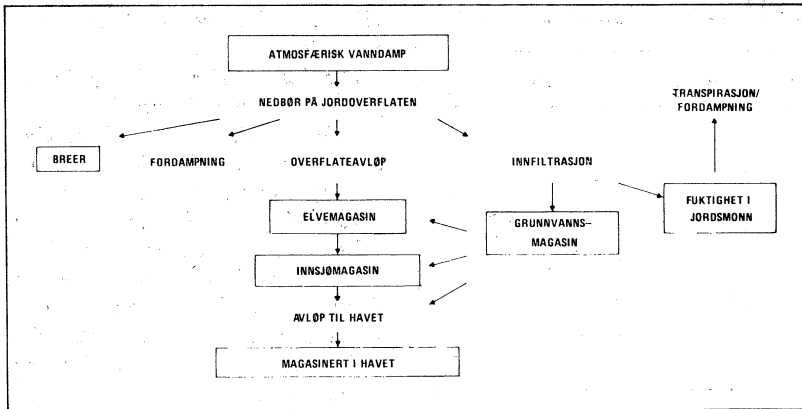 ATMOSFÆRISK VANNDAMP
NEDBØR PÅ JORDOVERFLATEN
TRANSPIRASJON/
FORDAMPNING
BREER
FORDAMPNING
OVERFLATEAVLØP
INNFILTRASJON
FUKTIGHET I
JORDSMONN
ELVEMAGASIN
GRUNNVANNS-
MAGASIN
INNSJØMAGASIN
AVLØP TIL HAVET
MAGASINERT I HAVET